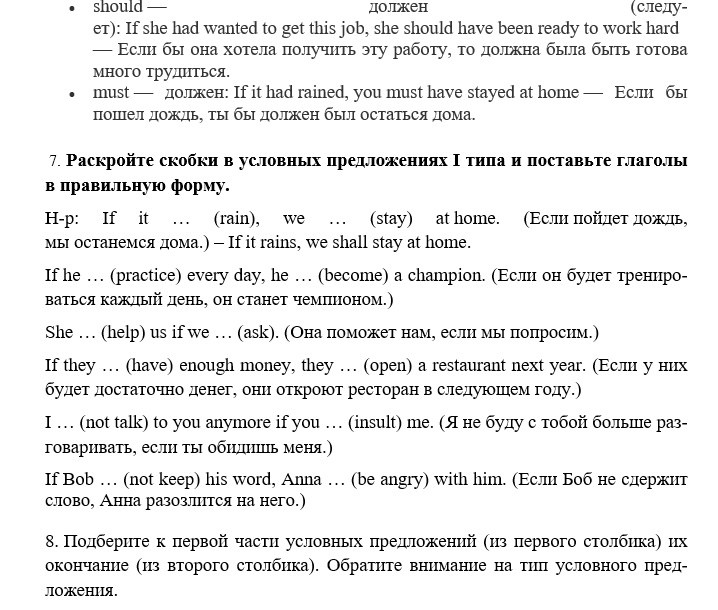 • should — должен (следу-
ет): If she had wanted to get this job, she should have been ready to work hard
— Если бы она хотела получить эту работу, то должна была быть готова
много трудиться.
• must — должен: If it had rained, you must have stayed at home — Если бы
пошел дождь, ты бы должен был остаться дома.
7. Раскройте скобки в условных предложениях I типа и поставьте глаголы
в правильную форму.
Н-р: If it … (rain), we … (stay) at home. (Если пойдет дождь,
мы останемся дома.) – If it rains, we shall stay at home.
If he … (practice) every day, he … (become) a champion. (Если он будет трениро-
ваться каждый день, он станет чемпионом.)
She … (help) us if we … (ask). (Она поможет нам, если мы попросим.)
If they … (have) enough money, they … (open) a restaurant next year. (Если у них
будет достаточно денег, они откроют ресторан в следующем году.)
I … (not talk) to you anymore if you … (insult) me. (Я не буду с тобой больше раз-
говаривать, если ты обидишь меня.)
If Bob … (not keep) his word, Anna … (be angry) with him. (Если Боб не сдержит
слово, Анна разозлится на него.)
8. Подберите к первой части условных предложений (из первого столбика) их
окончание (из второго столбика). Обратите внимание на тип условного пред-
ложения.